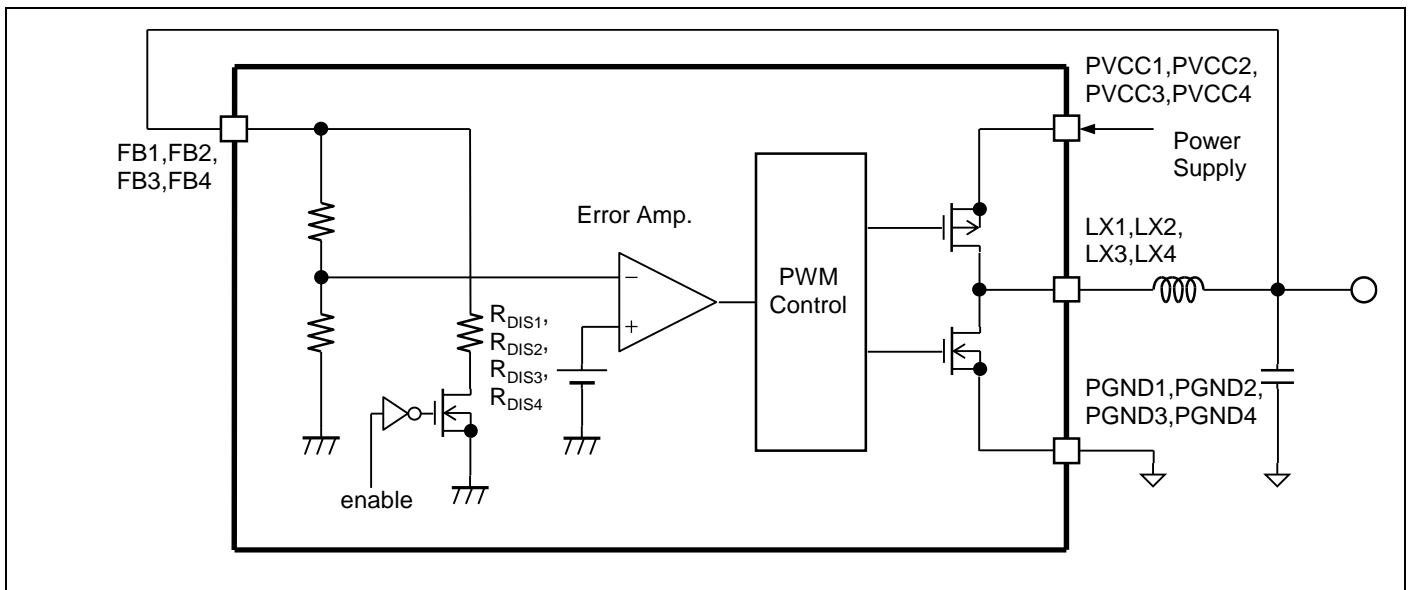 PVCC1,PVCC2,
PVCC3,PVCC4
Power
Supply
FB1,FB2,
FB3,FB4
Error Amp.
LX1,LX2,
LX3,LX4
−
+
PWM
Control
RDIS1,
RDIS2,
RDIS3,
RDIS4
PGND1,PGND2,
PGND3,PGND4
enable